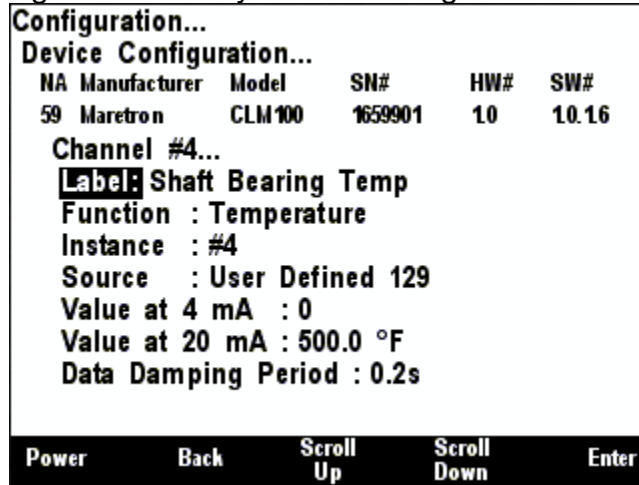 Configuration...
Device Configuration...
NA Manufacturer Model SN# HW# SW#
59 Maretron CLM100 1659901 1.0 1.0.1.6
Channel #4...
Label: Shaft Bearing Temp
Function : Temperature
Instance : #4
Source : User Defined 129
Value at 4 mA : 0
Value at 20 mA : 500.0 °F
Data Damping Period : 0.2s
Power Back Scroll Up Scroll Down Enter